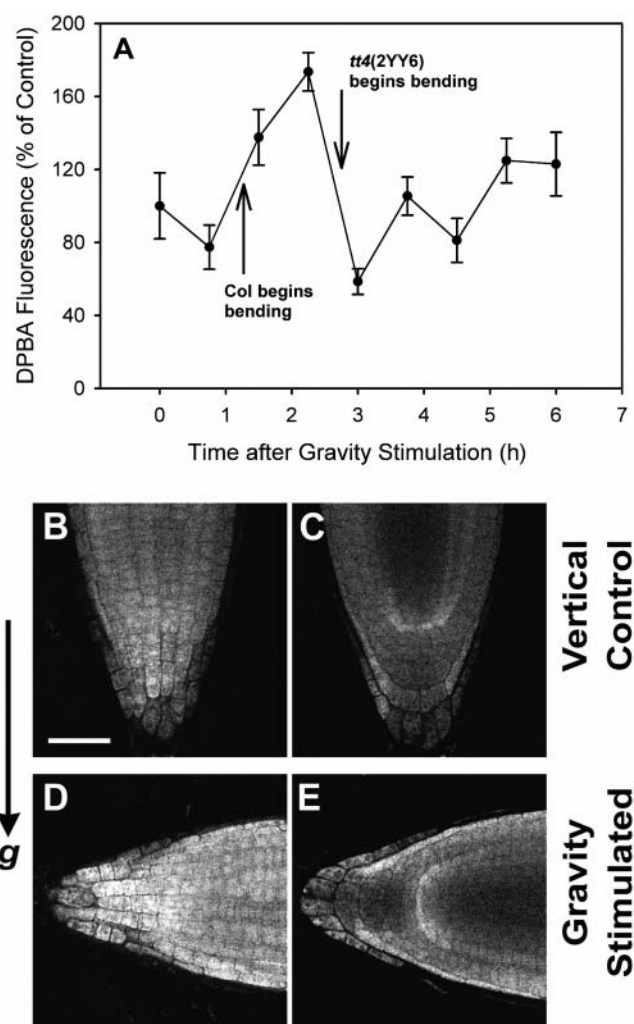 A
DPBA Fluorescence (% of Control)
200
160
120
80
40
0
tt4(2YY6)
begins bending
Col begins
bending
0 1 2 3 4 5 6 7
Time after Gravity Stimulation (h)
B
C
Vertical
Control
g
D
E
Gravity
Stimulated